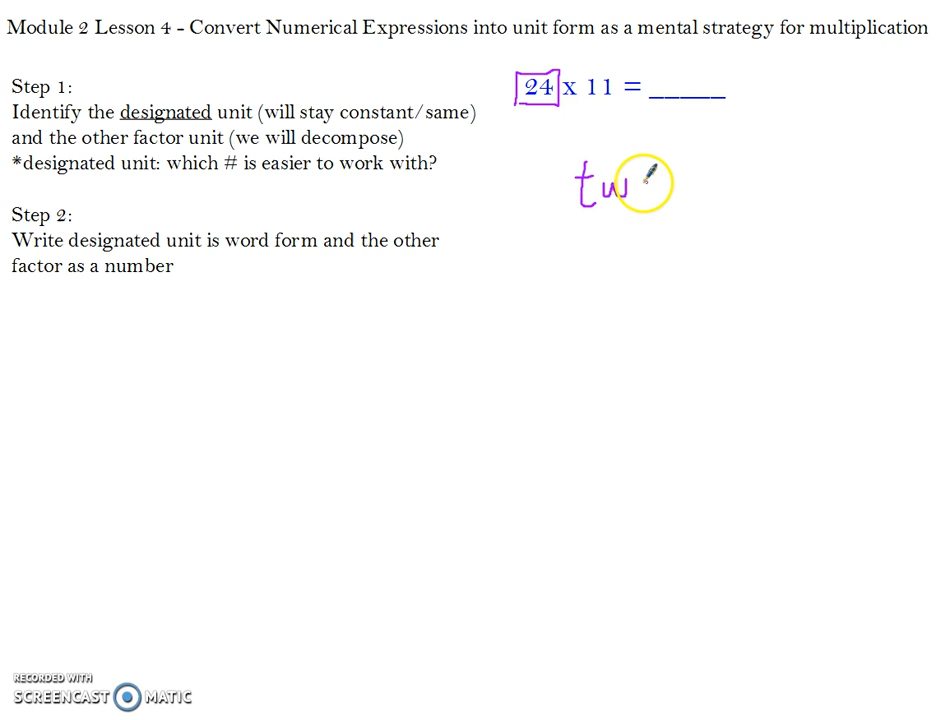 Module 2 Lesson 4 - Convert Numerical Expressions into unit form as a mental strategy for multiplication
Step 1:
Identify the designated unit (will stay constant/same)
and the other factor unit (we will decompose)
*designated unit: which # is easier to work with?
Step 2:
Write designated unit is word form and the other
factor as a number
24 x 11 = _____
tw
RECORDED WITH
SCREENCAST MATIC